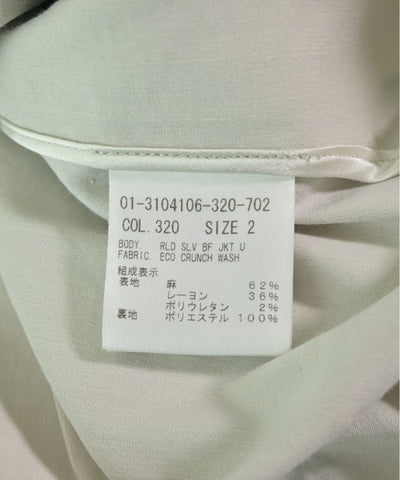 01-3104106-320-702
COL.320 SIZE 2
BODY. RLD SLV BF JKT U
FABRIC. ECO CRUNCH WASH
組成表示
表地 麻 62%
レーヨン 36%
ポリウレタン 2%
裏地 ポリエステル 100%